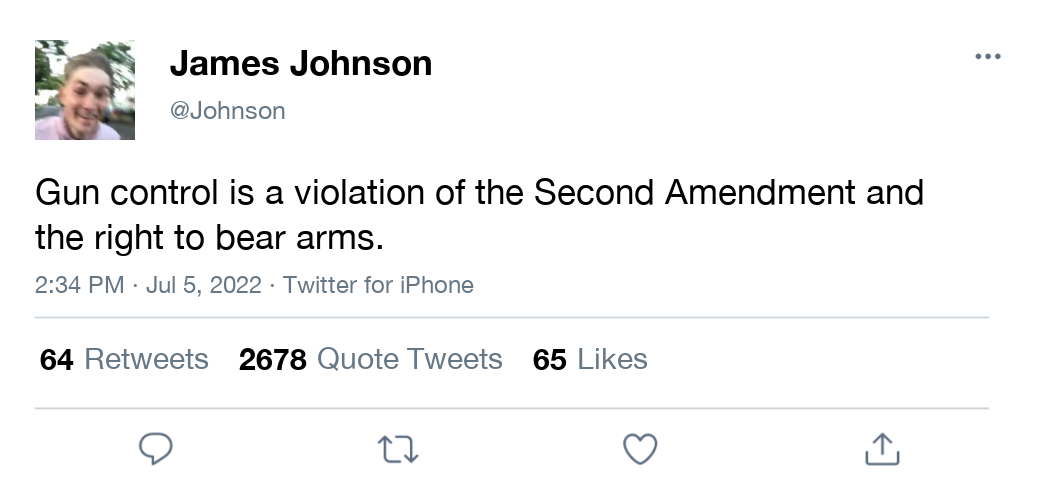 James Johnson
@Johnson
Gun control is a violation of the Second Amendment and
the right to bear arms.
2:34 PM · Jul 5, 2022 · Twitter for iPhone
64 Retweets 2678 Quote Tweets 65 Likes